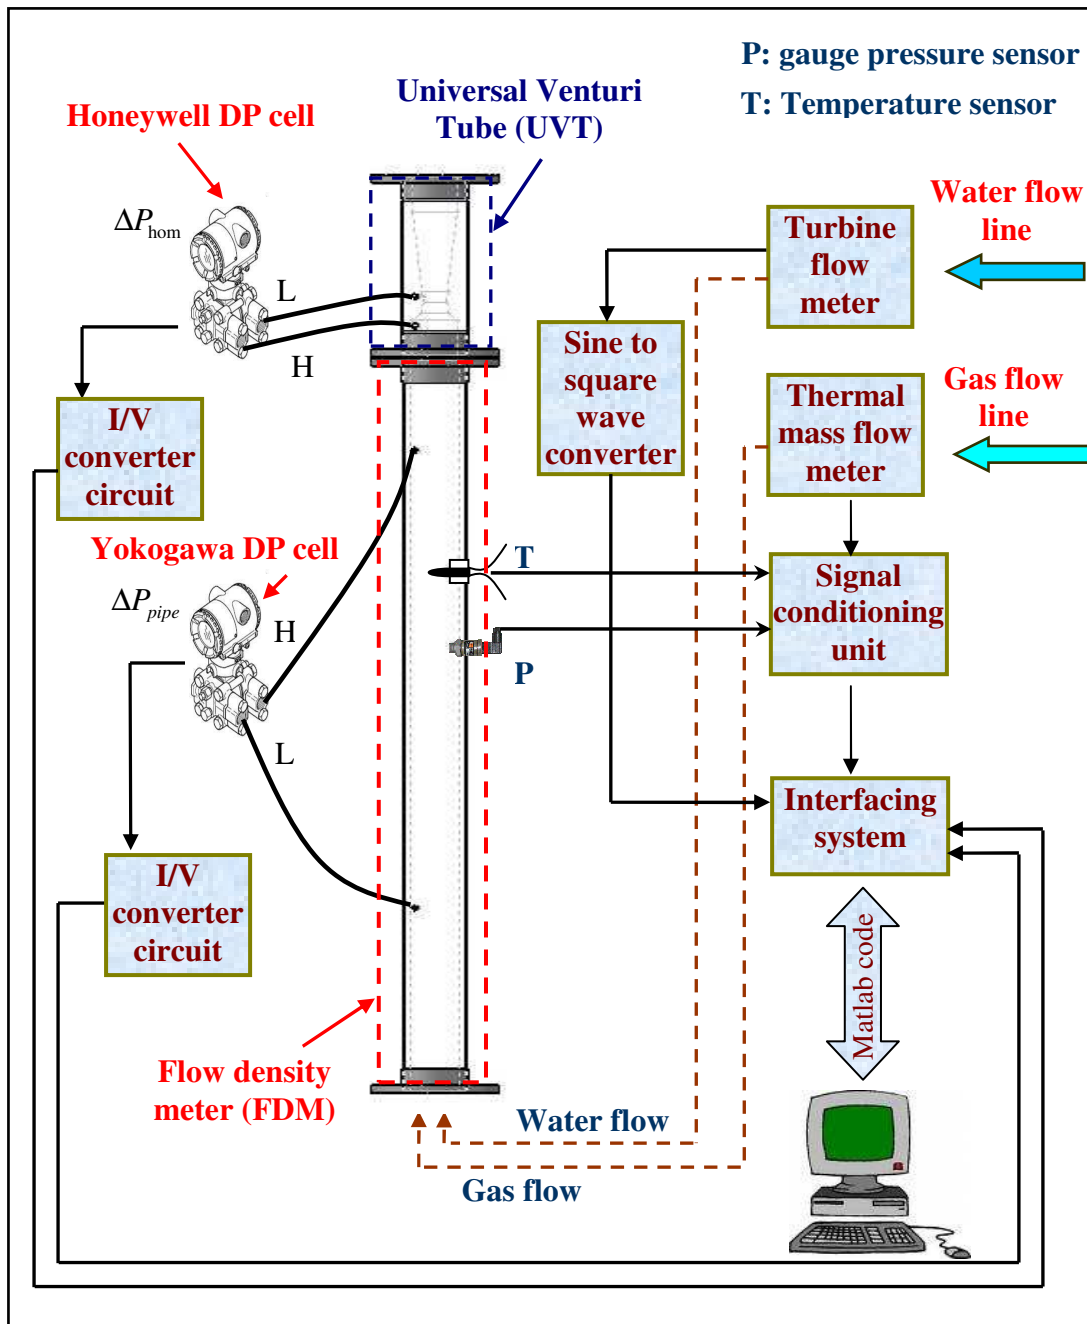 P: gauge pressure sensor
T: Temperature sensor
Universal Venturi
Tube (UVT)
Honeywell DP cell
ΔP_hom
L
H
Water flow
line
Turbine
flow
meter
Sine to
square
wave
converter
Gas flow
line
Thermal
mass flow
meter
I/V
converter
circuit
Yokogawa DP cell
ΔP_pipe
H
L
T
P
Signal
conditioning
unit
Interfacing
system
I/V
converter
circuit
Matlab code
Flow density
meter (FDM)
Water flow
Gas flow